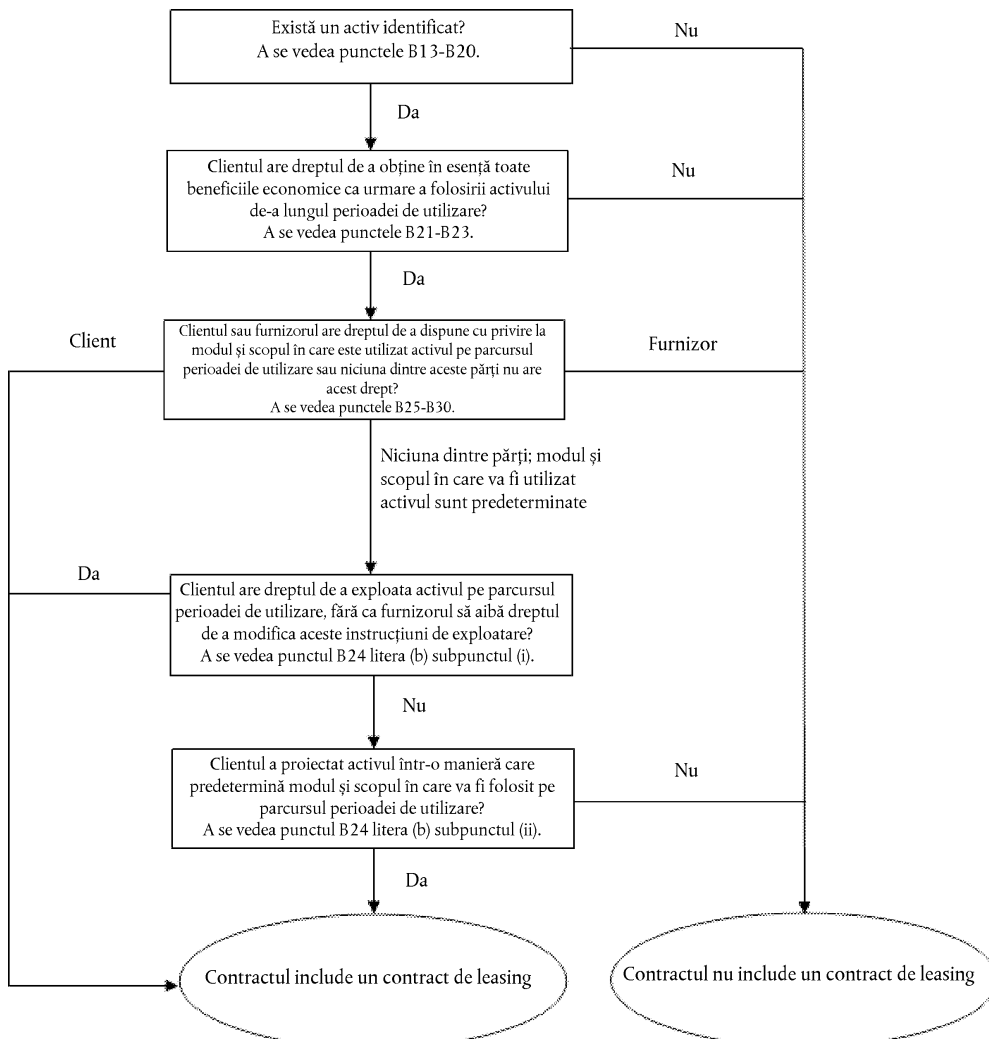 Există un activ identificat?
A se vedea punctele B13-B20.
Nu
Da
Clientul are dreptul de a obține în esență toate
beneficiile economice ca urmare a folosirii activului
de-a lungul perioadei de utilizare?
A se vedea punctele B21-B23.
Nu
Da
Client
Clientul sau furnizorul are dreptul de a dispune cu privire la
modul și scopul în care este utilizat activul pe parcursul
perioadei de utilizare sau niciuna dintre aceste părți nu are
acest drept?
A se vedea punctele B25-B30.
Furnizor
Niciuna dintre părți; modul și
scopul în care va fi utilizat
activul sunt predeterminate
Da
Clientul are dreptul de a exploata activul pe parcursul
perioadei de utilizare, fără ca furnizorul să aibă dreptul
de a modifica aceste instrucțiuni de exploatare?
A se vedea punctul B24 litera (b) subpunctul (i).
Nu
Clientul a proiectat activul într-o manieră care
predetermină modul și scopul în care va fi folosit pe
parcursul perioadei de utilizare?
A se vedea punctul B24 litera (b) subpunctul (ii).
Nu
Da
Contractul include un contract de leasing
Contractul nu include un contract de leasing